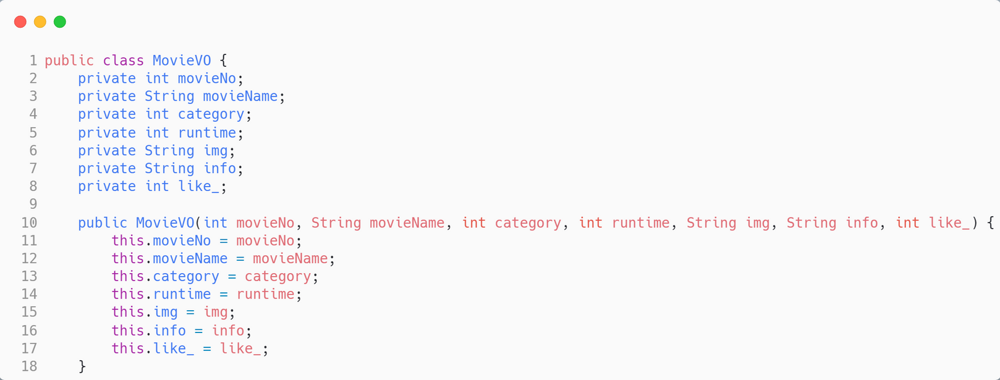 1 public class MovieVO {
2     private int movieNo;
3     private String movieName;
4     private int category;
5     private int runtime;
6     private String img;
7     private String info;
8     private int like_;
9
10     public MovieVO(int movieNo, String movieName, int category, int runtime, String img, String info, int like_) {
11         this.movieNo = movieNo;
12         this.movieName = movieName;
13         this.category = category;
14         this.runtime = runtime;
15         this.img = img;
16         this.info = info;
17         this.like_ = like_;
18     }